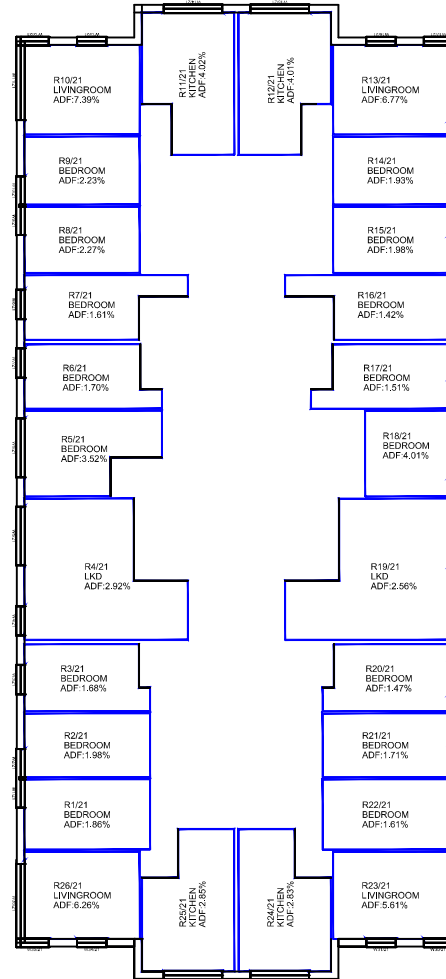 R11/21
KITCHEN
ADF:4.02%
R12/21
KITCHEN
ADF:4.01%
R10/21
LIVINGROOM
ADF:7.39%
R13/21
LIVINGROOM
ADF:6.77%
R9/21
BEDROOM
ADF:2.23%
R14/21
BEDROOM
ADF:1.93%
R8/21
BEDROOM
ADF:2.27%
R15/21
BEDROOM
ADF:1.98%
R7/21
BEDROOM
ADF:1.61%
R16/21
BEDROOM
ADF:1.42%
R6/21
BEDROOM
ADF:1.70%
R17/21
BEDROOM
ADF:1.51%
R5/21
BEDROOM
ADF:3.52%
R18/21
BEDROOM
ADF:4.01%
R4/21
LKD
ADF:2.92%
R19/21
LKD
ADF:2.56%
R3/21
BEDROOM
ADF:1.68%
R20/21
BEDROOM
ADF:1.47%
R2/21
BEDROOM
ADF:1.98%
R21/21
BEDROOM
ADF:1.71%
R1/21
BEDROOM
ADF:1.86%
R22/21
BEDROOM
ADF:1.61%
R26/21
LIVINGROOM
ADF:6.26%
R25/21
KITCHEN
ADF:2.85%
R24/21
KITCHEN
ADF:2.83%
R23/21
LIVINGROOM
ADF:5.61%